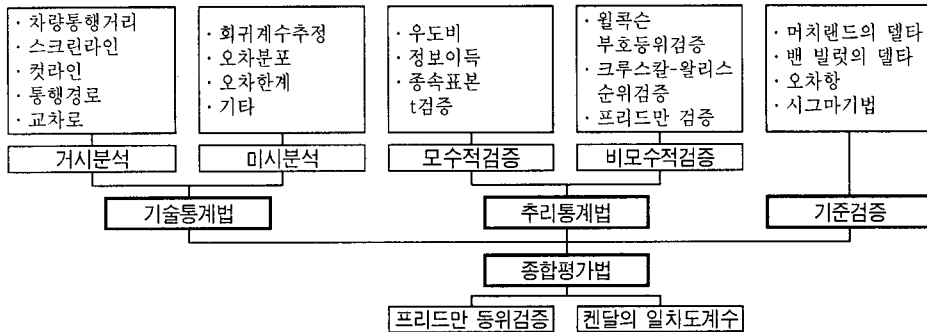 · 차량통행거리
· 스크린라인
· 컷라인
· 통행경로
· 교차로
· 회귀계수추정
· 오차분포
· 오차한계
· 기타
· 우도비
· 정보이득
· 종속표본
t검증
· 윌콕슨
부호등위검증
· 크루스칼-왈리스
순위검증
· 프리드만 검증
· 머치랜드의 델타
· 밴 빌럿의 델타
· 오차항
· 시그마기법
거시분석
미시분석
모수적검증
비모수적검증
기술통계법
추리통계법
기준검증
종합평가법
프리드만 등위검증
켄달의 일차도계수